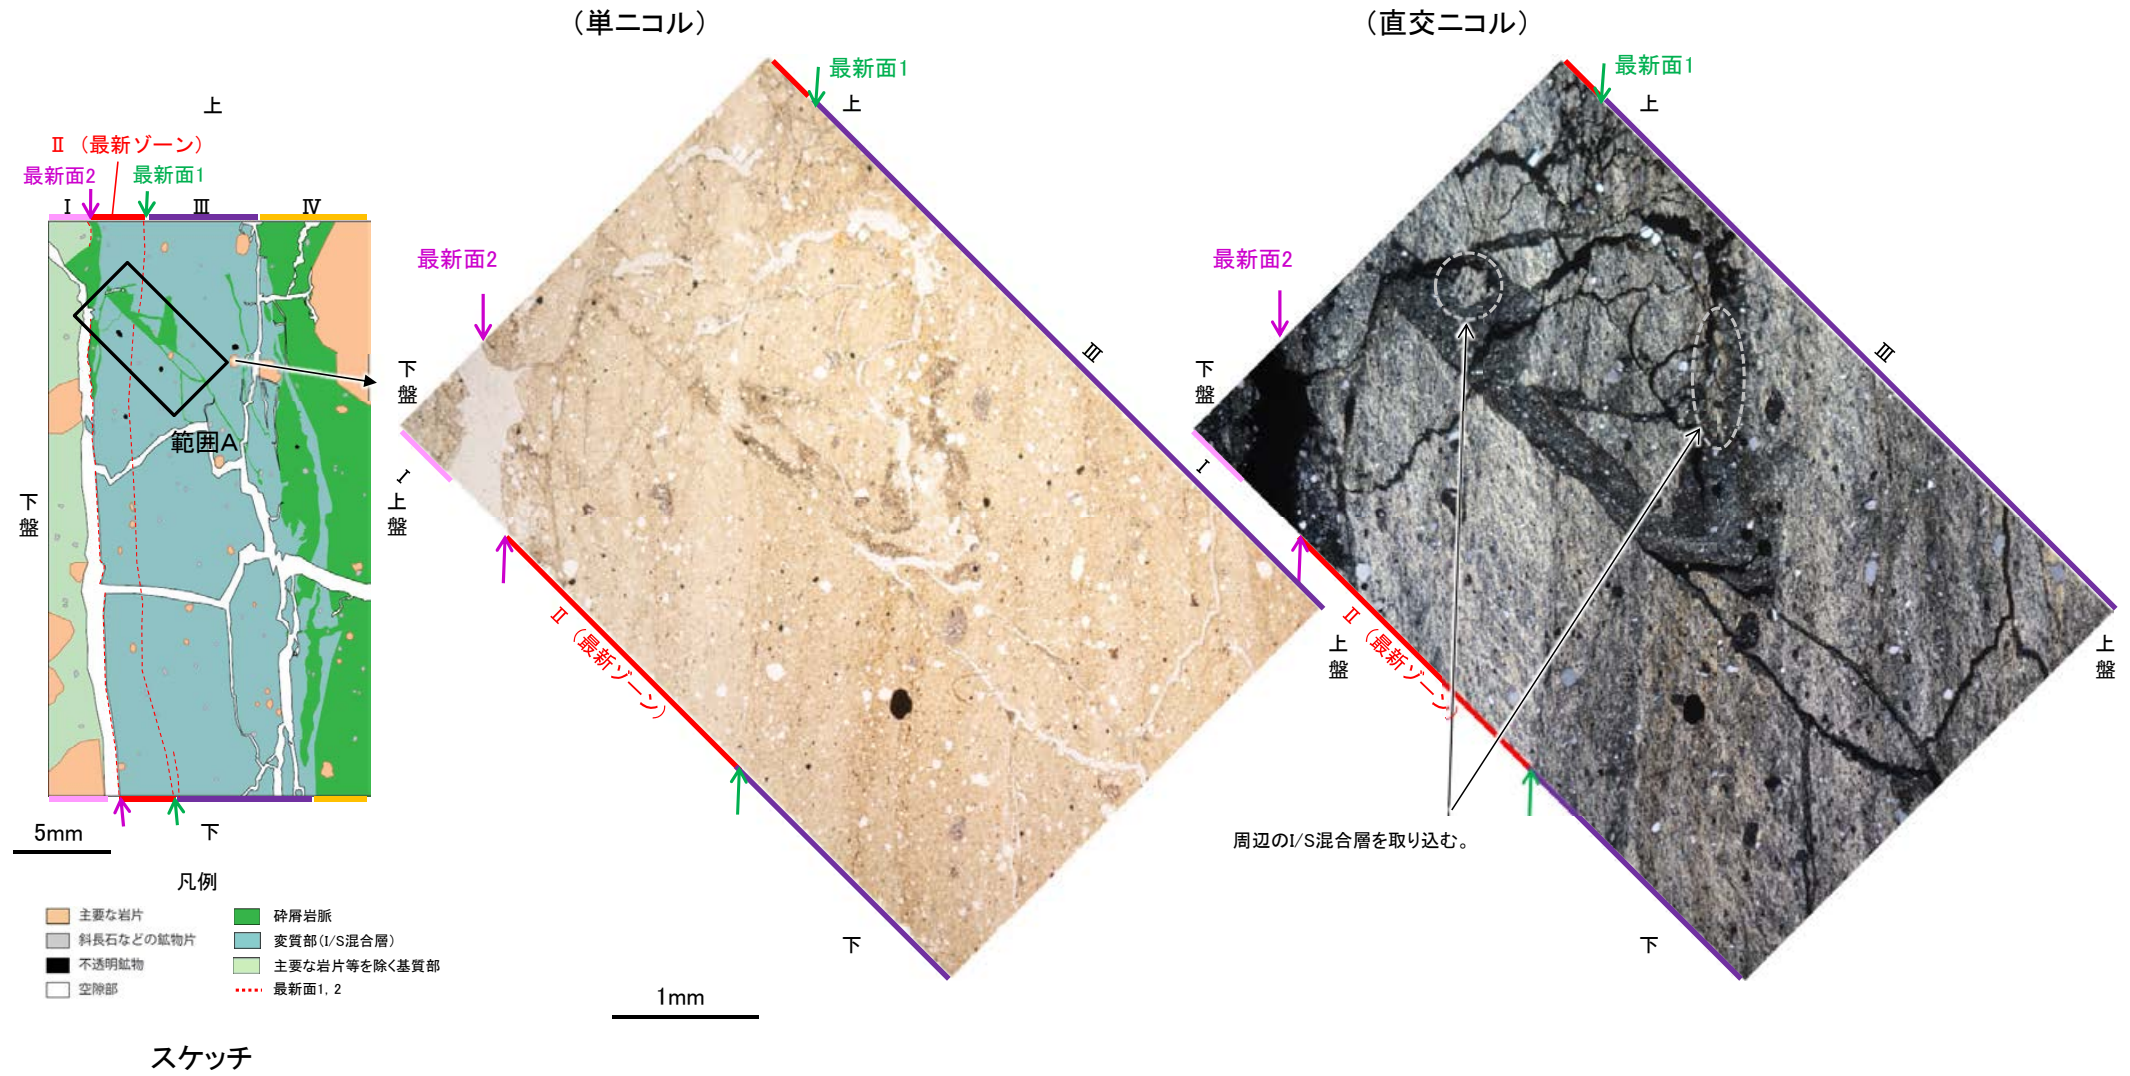 (単ニコル)
(直交ニコル)
上
Ⅱ (最新ゾーン)
最新面2
最新面1
Ⅰ
Ⅲ
Ⅳ
範囲A
下盤
上盤
下
5mm
凡例
主要な岩片
斜長石などの鉱物片
不透明鉱物
空隙部
砕屑岩脈
変質部(I/S混合層)
主要な岩片等を除く基質部
最新面1, 2
スケッチ
最新面1
上
最新面2
下盤
Ⅰ
Ⅲ
Ⅱ (最新ゾーン)
上盤
下
1mm
最新面1
上
最新面2
下盤
Ⅰ
Ⅲ
Ⅱ (最新ゾーン)
上盤
周辺のI/S混合層を取り込む。
下